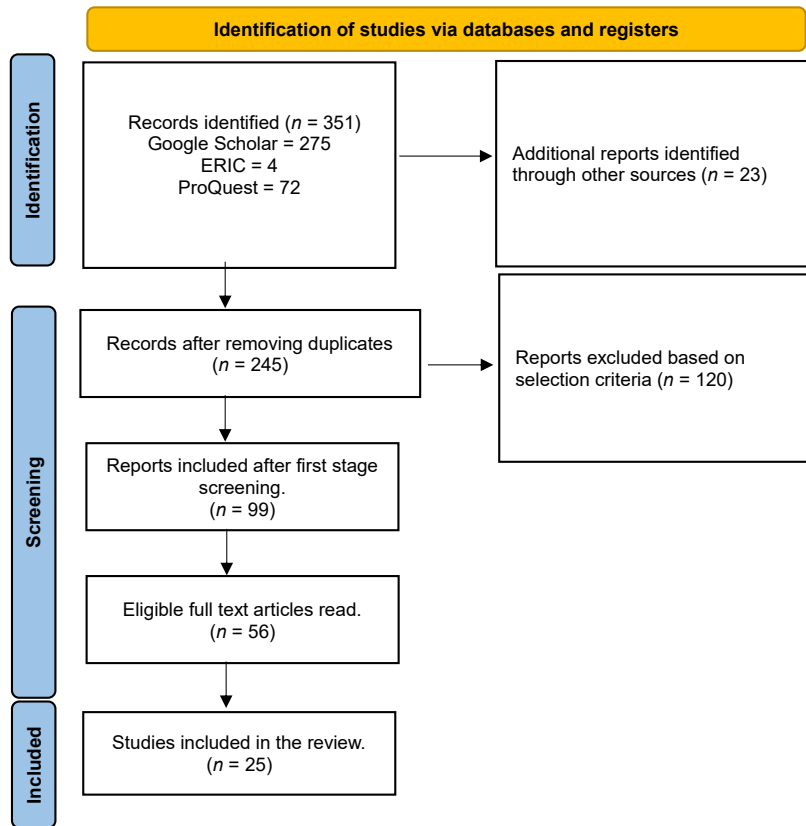 Identification of studies via databases and registers
Identification
Records identified (n = 351)
Google Scholar = 275
ERIC = 4
ProQuest = 72
Additional reports identified
through other sources (n = 23)
Screening
Records after removing duplicates
(n = 245)
Reports excluded based on
selection criteria (n = 120)
Reports included after first stage
screening.
(n = 99)
Eligible full text articles read.
(n = 56)
Included
Studies included in the review.
(n = 25)